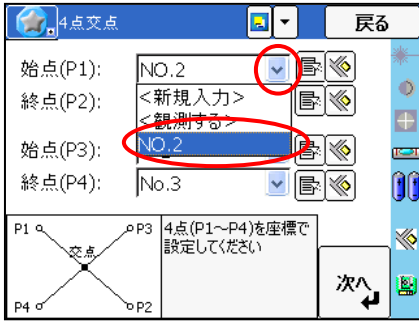 4点交点
戻る
始点(P1): NO.2
終点(P2):
<新規入力>
<観測する>
NO.2
始点(P3):
終点(P4): No.3
P1 P3
交点
P4 P2
4点(P1～P4)を座標で
設定してください
次へ